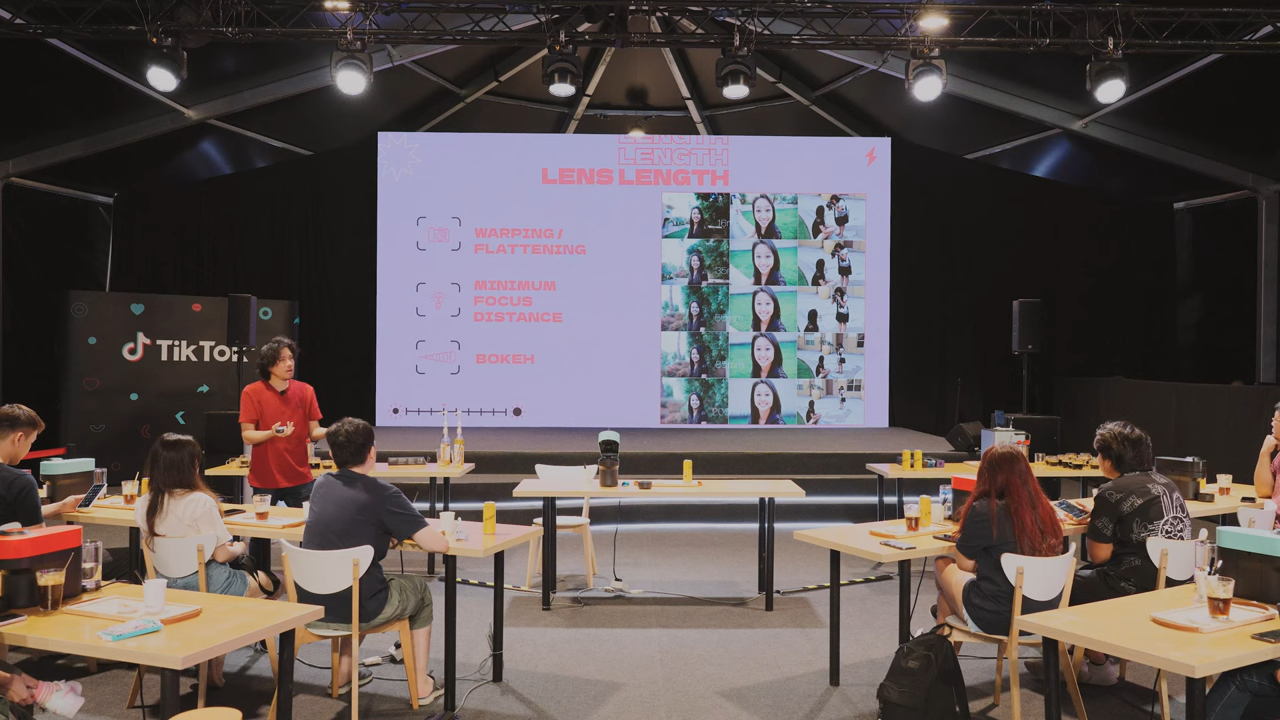 LENGTH
LENGTH
LENS LENGTH
WARPING /
FLATTENING
MINIMUM
FOCUS
DISTANCE
BOKEH
TikTok